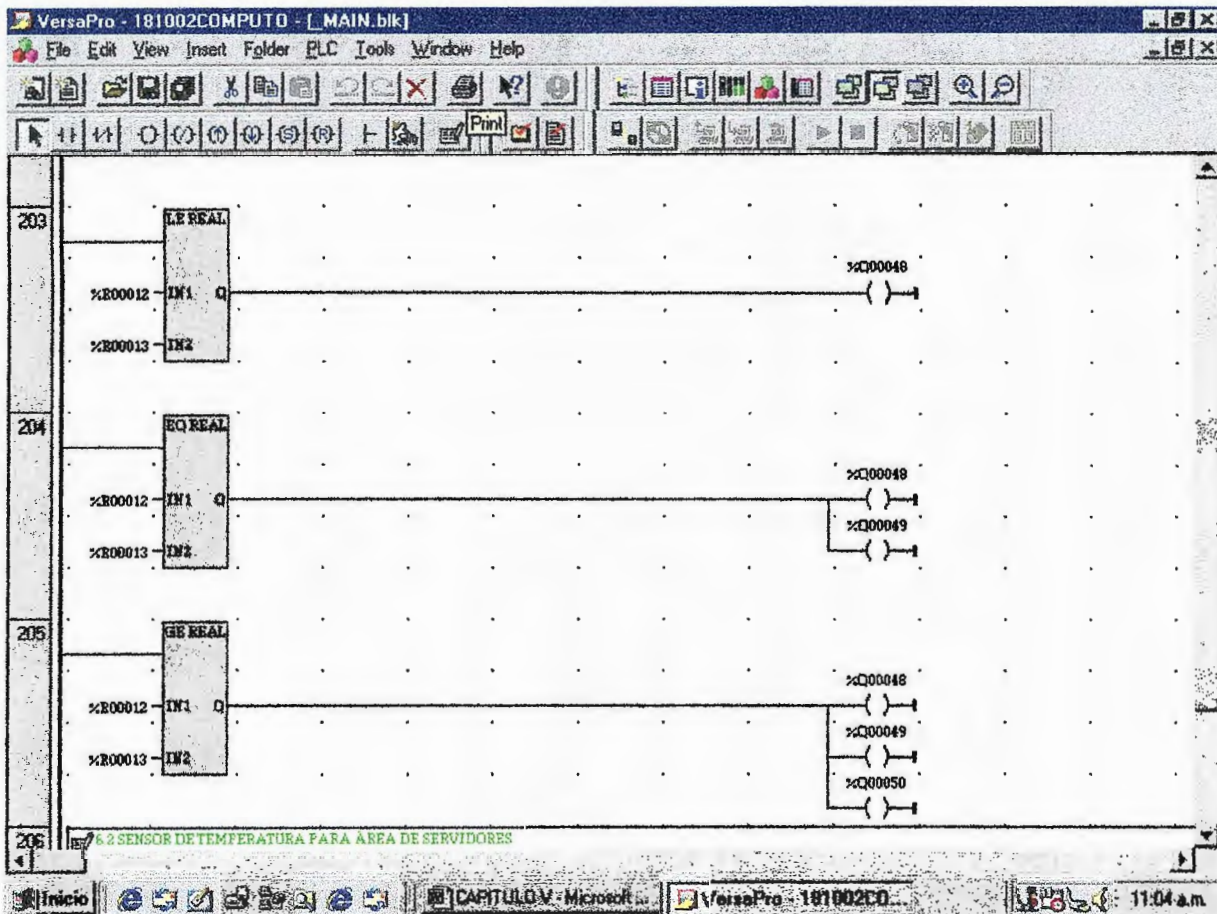 VersaPro - 181002COMPUTO - [_MAIN.blk]
File Edit View Insert Folder PLC Tools Window Help
Print
203
LE REAL
%Q00048
%R00012 IN1 Q
%R00013 IN2
204
EQ REAL
%Q00048
%R00012 IN1 Q
%Q00049
%R00013 IN2
205
GE REAL
%Q00048
%R00012 IN1 Q
%Q00049
%R00013 IN2
%Q00050
206
6.2 SENSOR DE TEMPERATURA PARA ÀREA DE SERVIDORES
Inicio
CAPITULO V - Microsoft ...
VersaPro - 181002CO...
11:04 a.m.